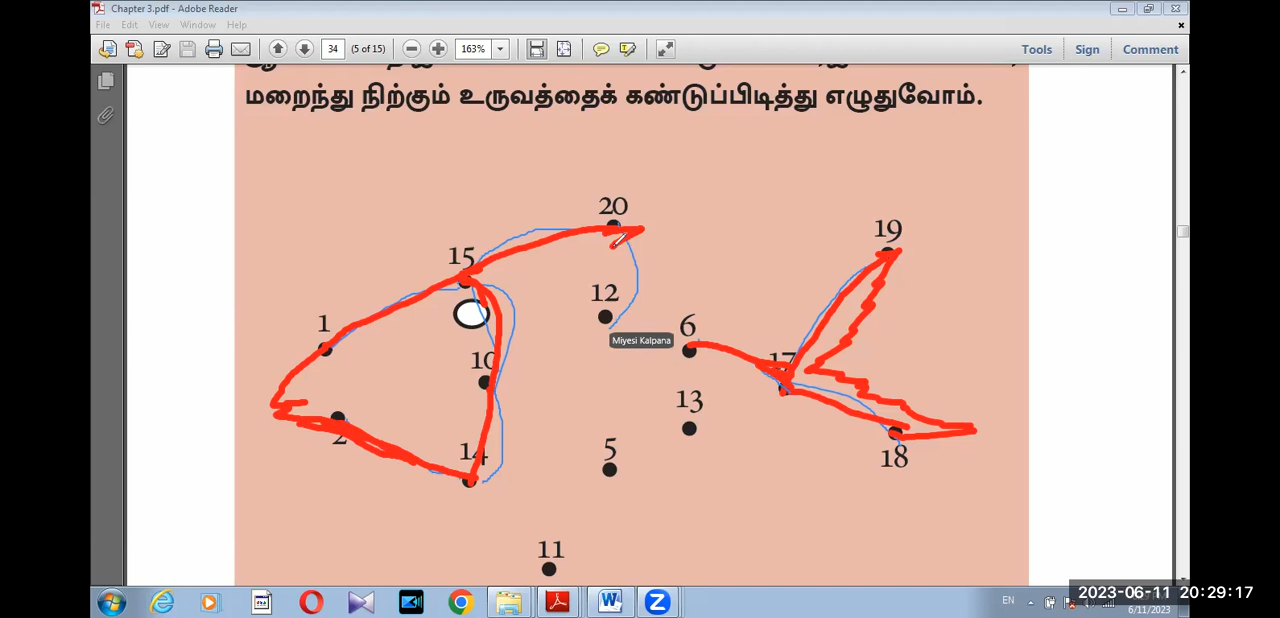 Chapter 3.pdf - Adobe Reader
File Edit View Window Help
34 (5 of 15) 163% Tools Sign Comment
மறைந்து நிற்கும் உருவத்தைக் கண்டுப்பிடித்து எழுதுவோம்.
20
19
15
12
1
6
10
17
13
2
14
5
18
11
Miyesi Kalpana
EN
2023-06-11 20:29:17
6/11/2023